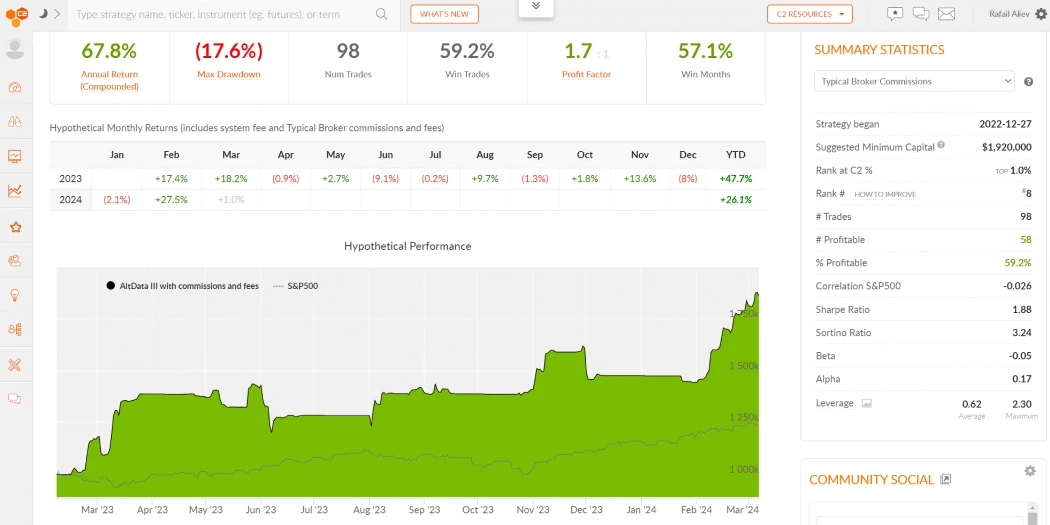 C2
Type strategy name, ticker, instrument (eg. futures), or term
WHAT'S NEW
C2 RESOURCES
Rafail Aliev
67.8%
Annual Return
(Compounded)
(17.6%)
Max Drawdown
98
Num Trades
59.2%
Win Trades
1.7 : 1
Profit Factor
57.1%
Win Months
Hypothetical Monthly Returns (includes system fee and Typical Broker commissions and fees)
Jan Feb Mar Apr May Jun Jul Aug Sep Oct Nov Dec YTD
2023 +17.4% +18.2% (0.9%) +2.7% (9.1%) (0.2%) +9.7% (1.3%) +1.8% +13.6% (8%) +47.7%
2024 (2.1%) +27.5% +1.0% +26.1%
Hypothetical Performance
AltData III with commissions and fees S&P500
1 750k
1 500k
1 250k
1 000k
Mar '23 Apr '23 May '23 Jun '23 Jul '23 Aug '23 Sep '23 Oct '23 Nov '23 Dec '23 Jan '24 Feb '24 Mar '24
SUMMARY STATISTICS
Typical Broker Commissions ?
Strategy began 2022-12-27
Suggested Minimum Capital ? $1,920,000
Rank at C2 % TOP 1.0%
Rank # HOW TO IMPROVE #8
# Trades 98
# Profitable 58
% Profitable 59.2%
Correlation S&P500 -0.026
Sharpe Ratio 1.88
Sortino Ratio 3.24
Beta -0.05
Alpha 0.17
Leverage 0.62 2.30
Average Maximum
COMMUNITY SOCIAL